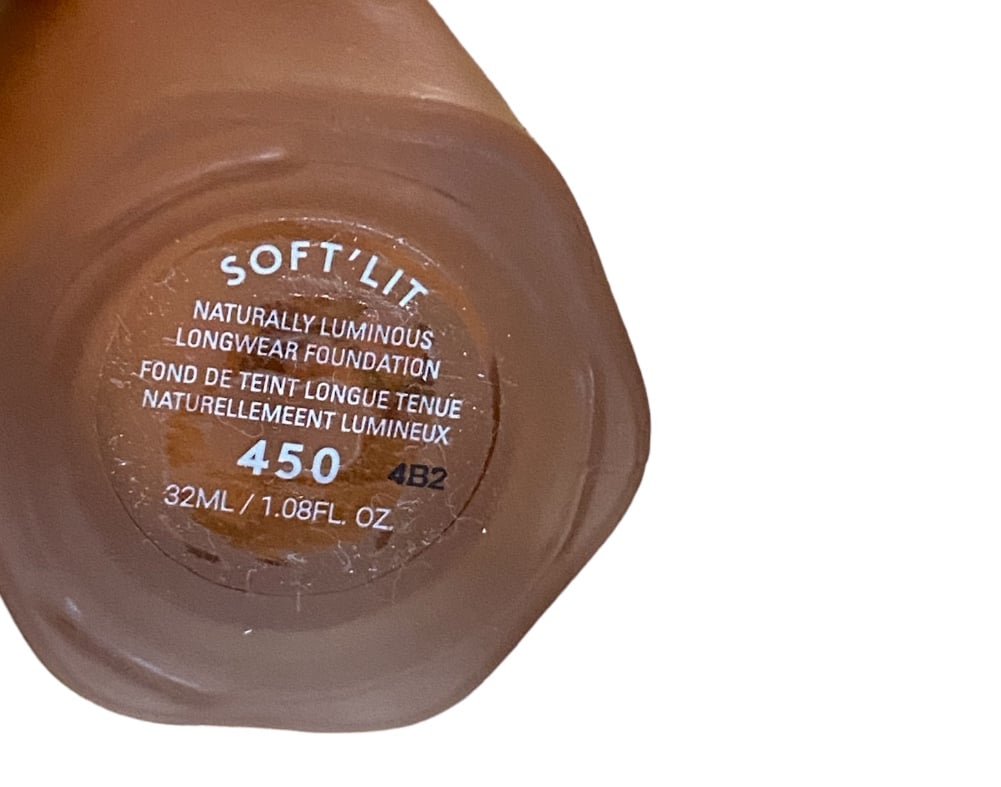 SOFT'LIT
NATURALLY LUMINOUS
LONGWEAR FOUNDATION
FOND DE TEINT LONGUE TENUE
NATURELLEMEENT LUMINEUX
450 4B2
32ML / 1.08FL. OZ.